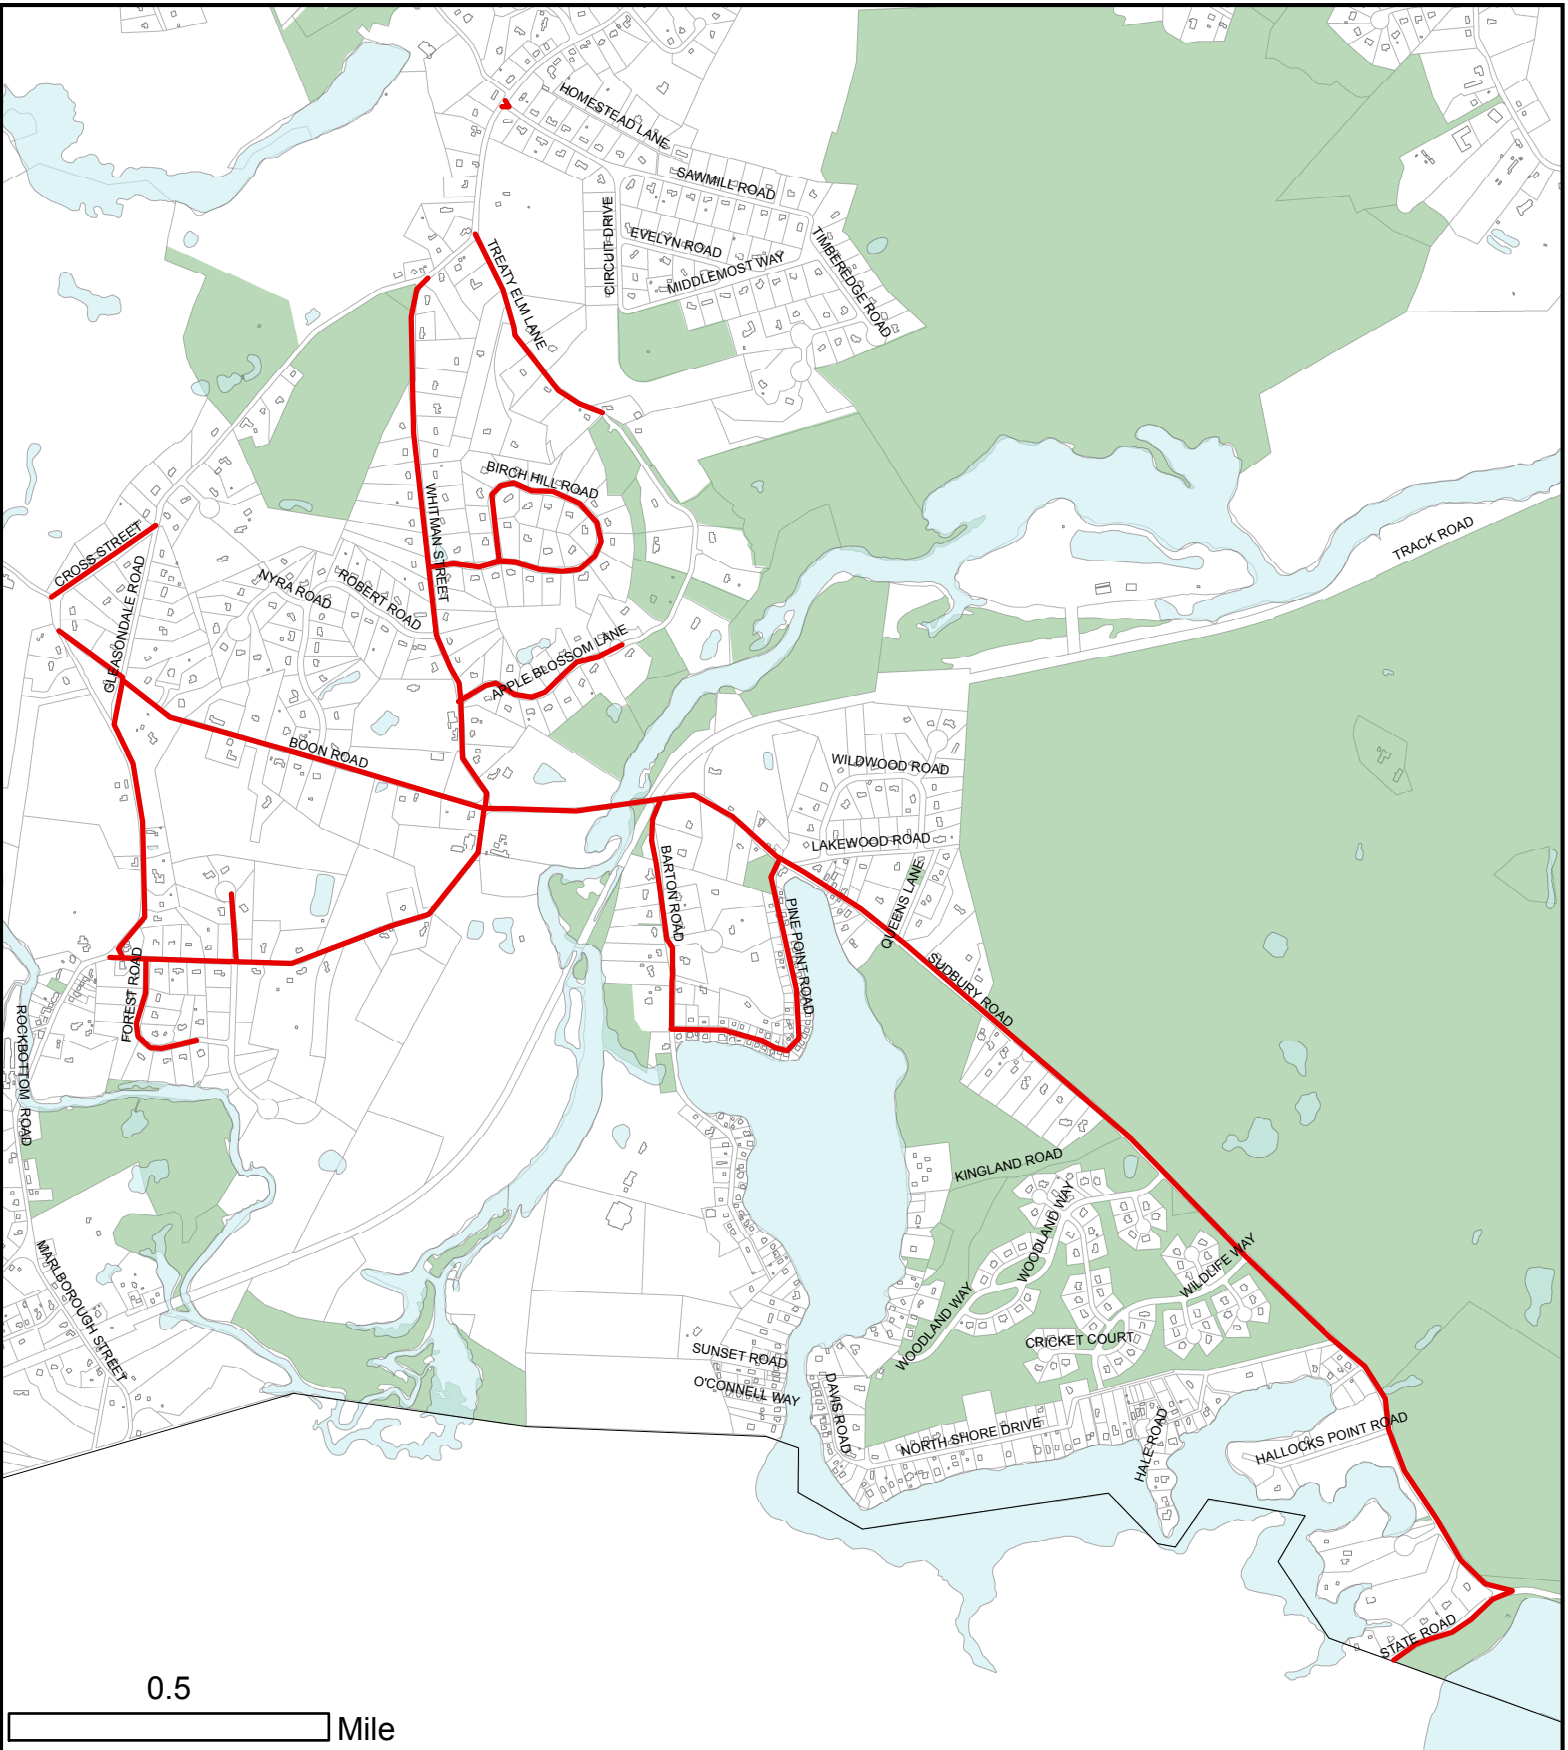 HOMESTEAD LANE
SAWMILL ROAD
CIRCUIT DRIVE
EVELYN ROAD
MIDDLEMOST WAY
TIMBEREDGE ROAD
TREATY ELM LANE
BIRCH HILL ROAD
WHITMAN STREET
CROSS STREET
GLEASONDALE ROAD
NYRA ROAD
ROBERT ROAD
TRACK ROAD
APPLE BLOSSOM LANE
BOON ROAD
WILDWOOD ROAD
LAKEWOOD ROAD
BARTON ROAD
PINE POINT ROAD
QUEENS LANE
SUDBURY ROAD
FOREST ROAD
ROCKBOTTOM ROAD
KINGLAND ROAD
WOODLAND WAY
WILDLIFE WAY
MARLBOROUGH STREET
WOODLAND WAY
CRICKET COURT
SUNSET ROAD
O'CONNELL WAY
DAVIS ROAD
NORTH SHORE DRIVE
HALE ROAD
HALLOCKS POINT ROAD
STATE ROAD
0.5
Mile